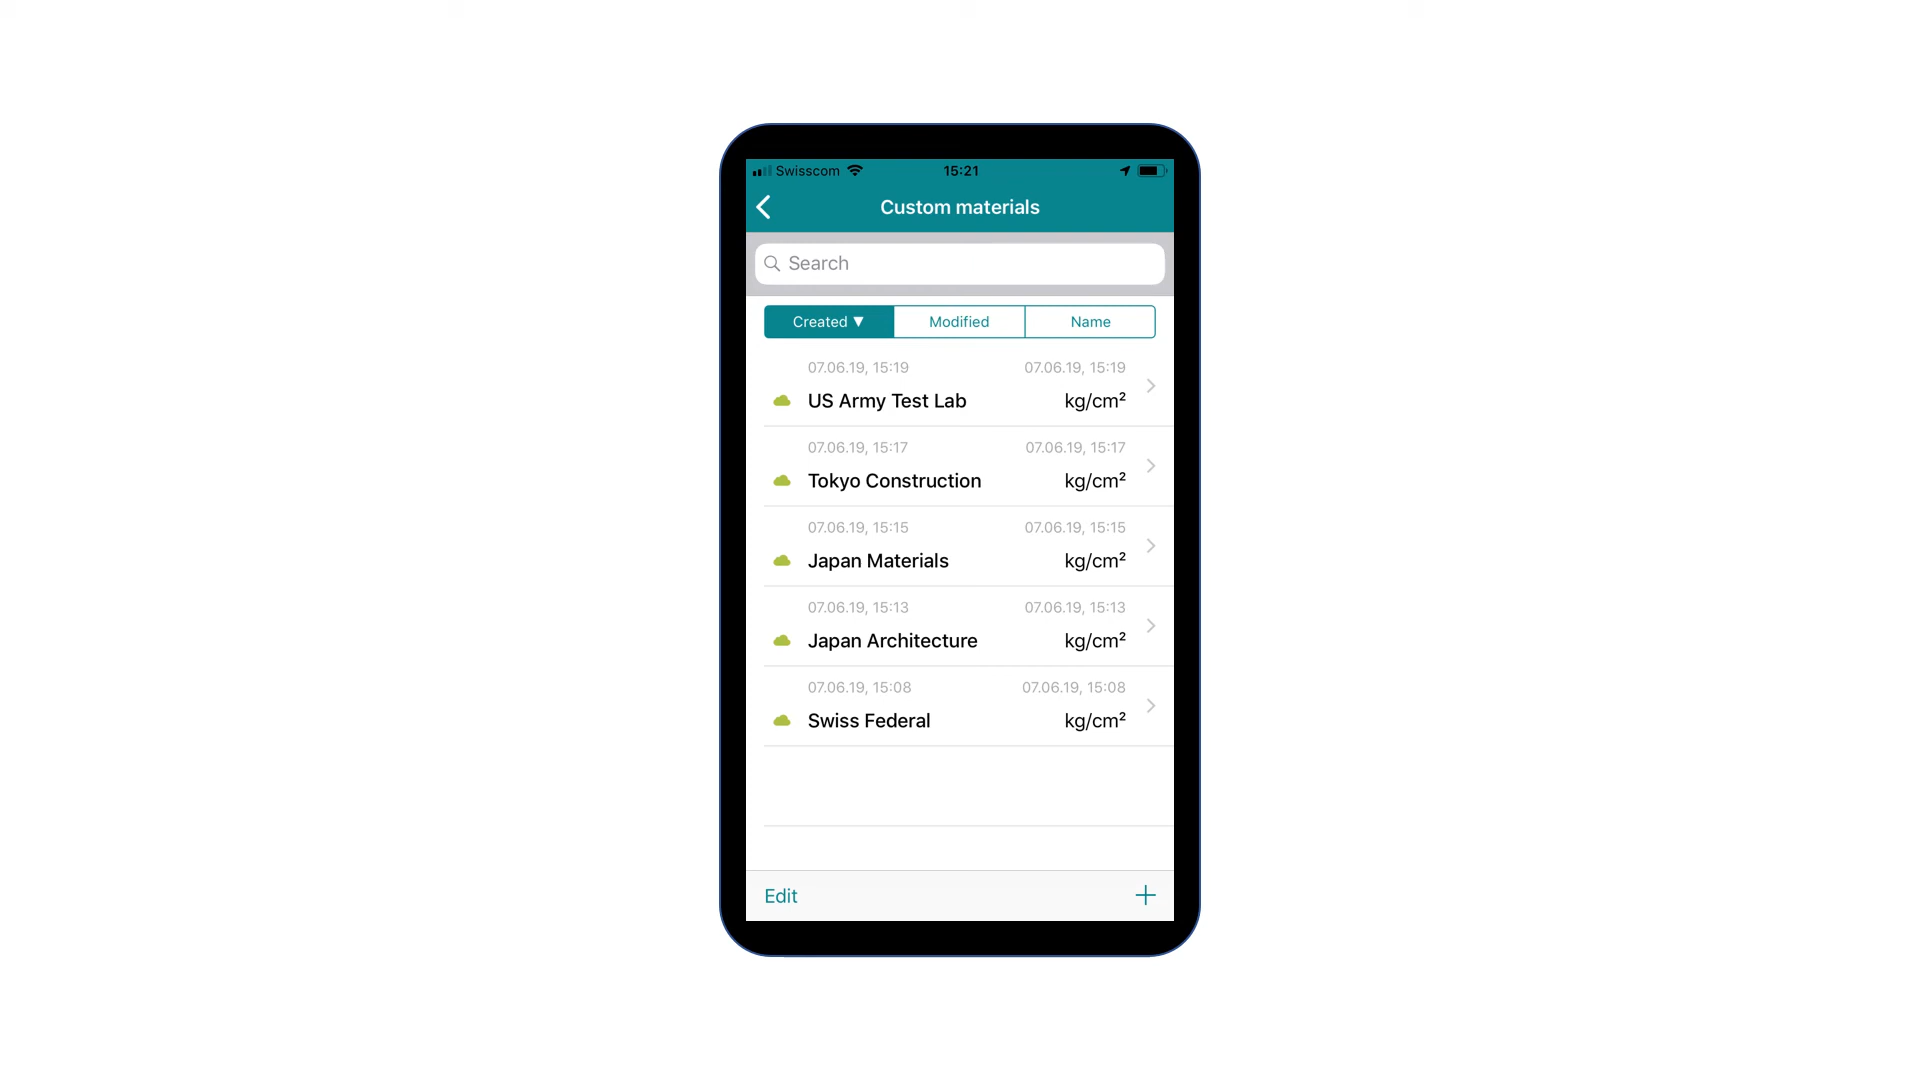 Swisscom 15:21
Custom materials
Search
Created ▼ Modified Name
07.06.19, 15:19 07.06.19, 15:19
US Army Test Lab kg/cm²
07.06.19, 15:17 07.06.19, 15:17
Tokyo Construction kg/cm²
07.06.19, 15:15 07.06.19, 15:15
Japan Materials kg/cm²
07.06.19, 15:13 07.06.19, 15:13
Japan Architecture kg/cm²
07.06.19, 15:08 07.06.19, 15:08
Swiss Federal kg/cm²
Edit +